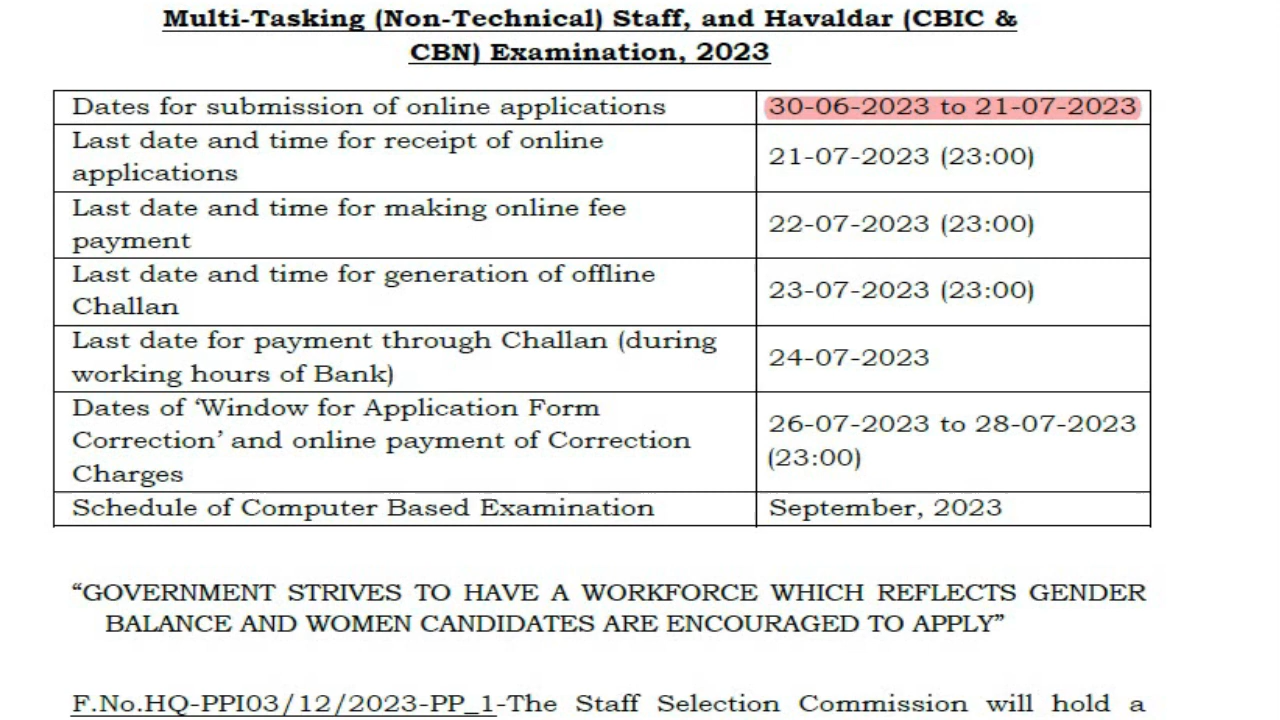 Multi-Tasking (Non-Technical) Staff, and Havaldar (CBIC &
CBN) Examination, 2023
Dates for submission of online applications
30-06-2023 to 21-07-2023
Last date and time for receipt of online
applications
21-07-2023 (23:00)
Last date and time for making online fee
payment
22-07-2023 (23:00)
Last date and time for generation of offline
Challan
23-07-2023 (23:00)
Last date for payment through Challan (during
working hours of Bank)
24-07-2023
Dates of ‘Window for Application Form
Correction’ and online payment of Correction
Charges
26-07-2023 to 28-07-2023
(23:00)
Schedule of Computer Based Examination
September, 2023
“GOVERNMENT STRIVES TO HAVE A WORKFORCE WHICH REFLECTS GENDER
BALANCE AND WOMEN CANDIDATES ARE ENCOURAGED TO APPLY”
F.No.HQ-PPI03/12/2023-PP_1-The Staff Selection Commission will hold a